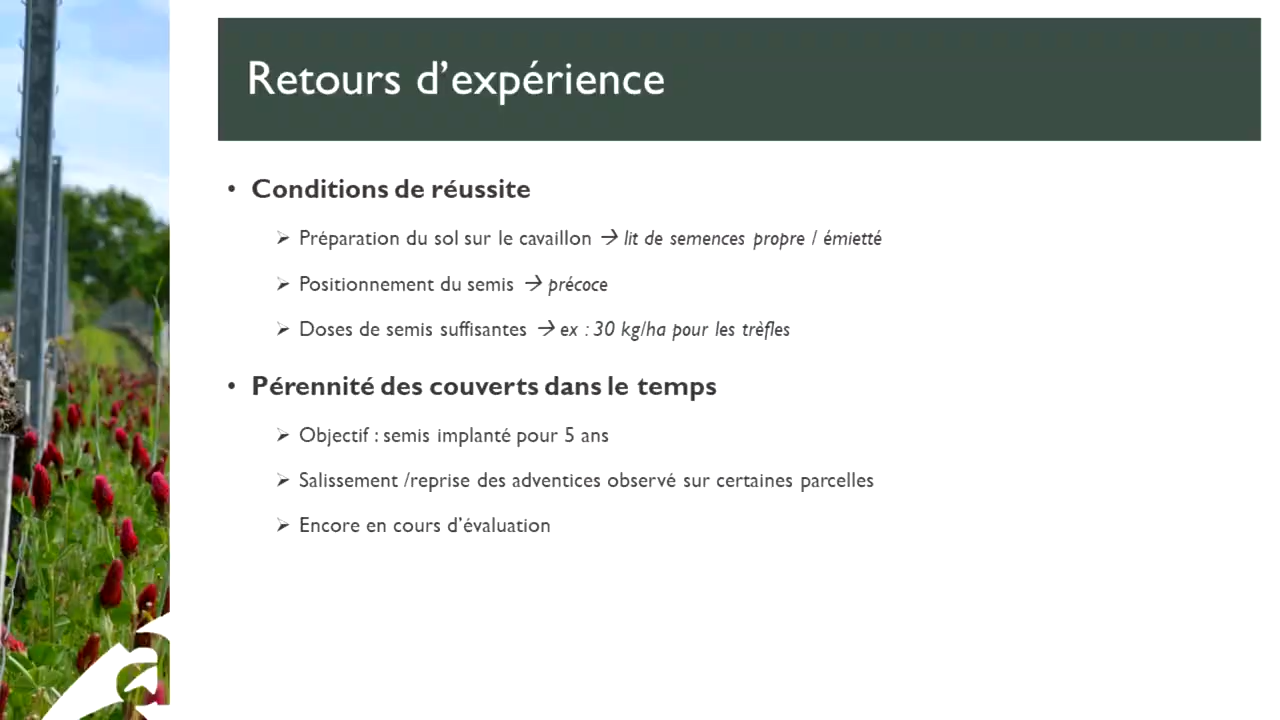 Retours d’expérience
• Conditions de réussite
➢ Préparation du sol sur le cavaillon → lit de semences propre / émietté
➢ Positionnement du semis → précoce
➢ Doses de semis suffisantes → ex : 30 kg/ha pour les trèfles
• Pérennité des couverts dans le temps
➢ Objectif : semis implanté pour 5 ans
➢ Salissement /reprise des adventices observé sur certaines parcelles
➢ Encore en cours d’évaluation